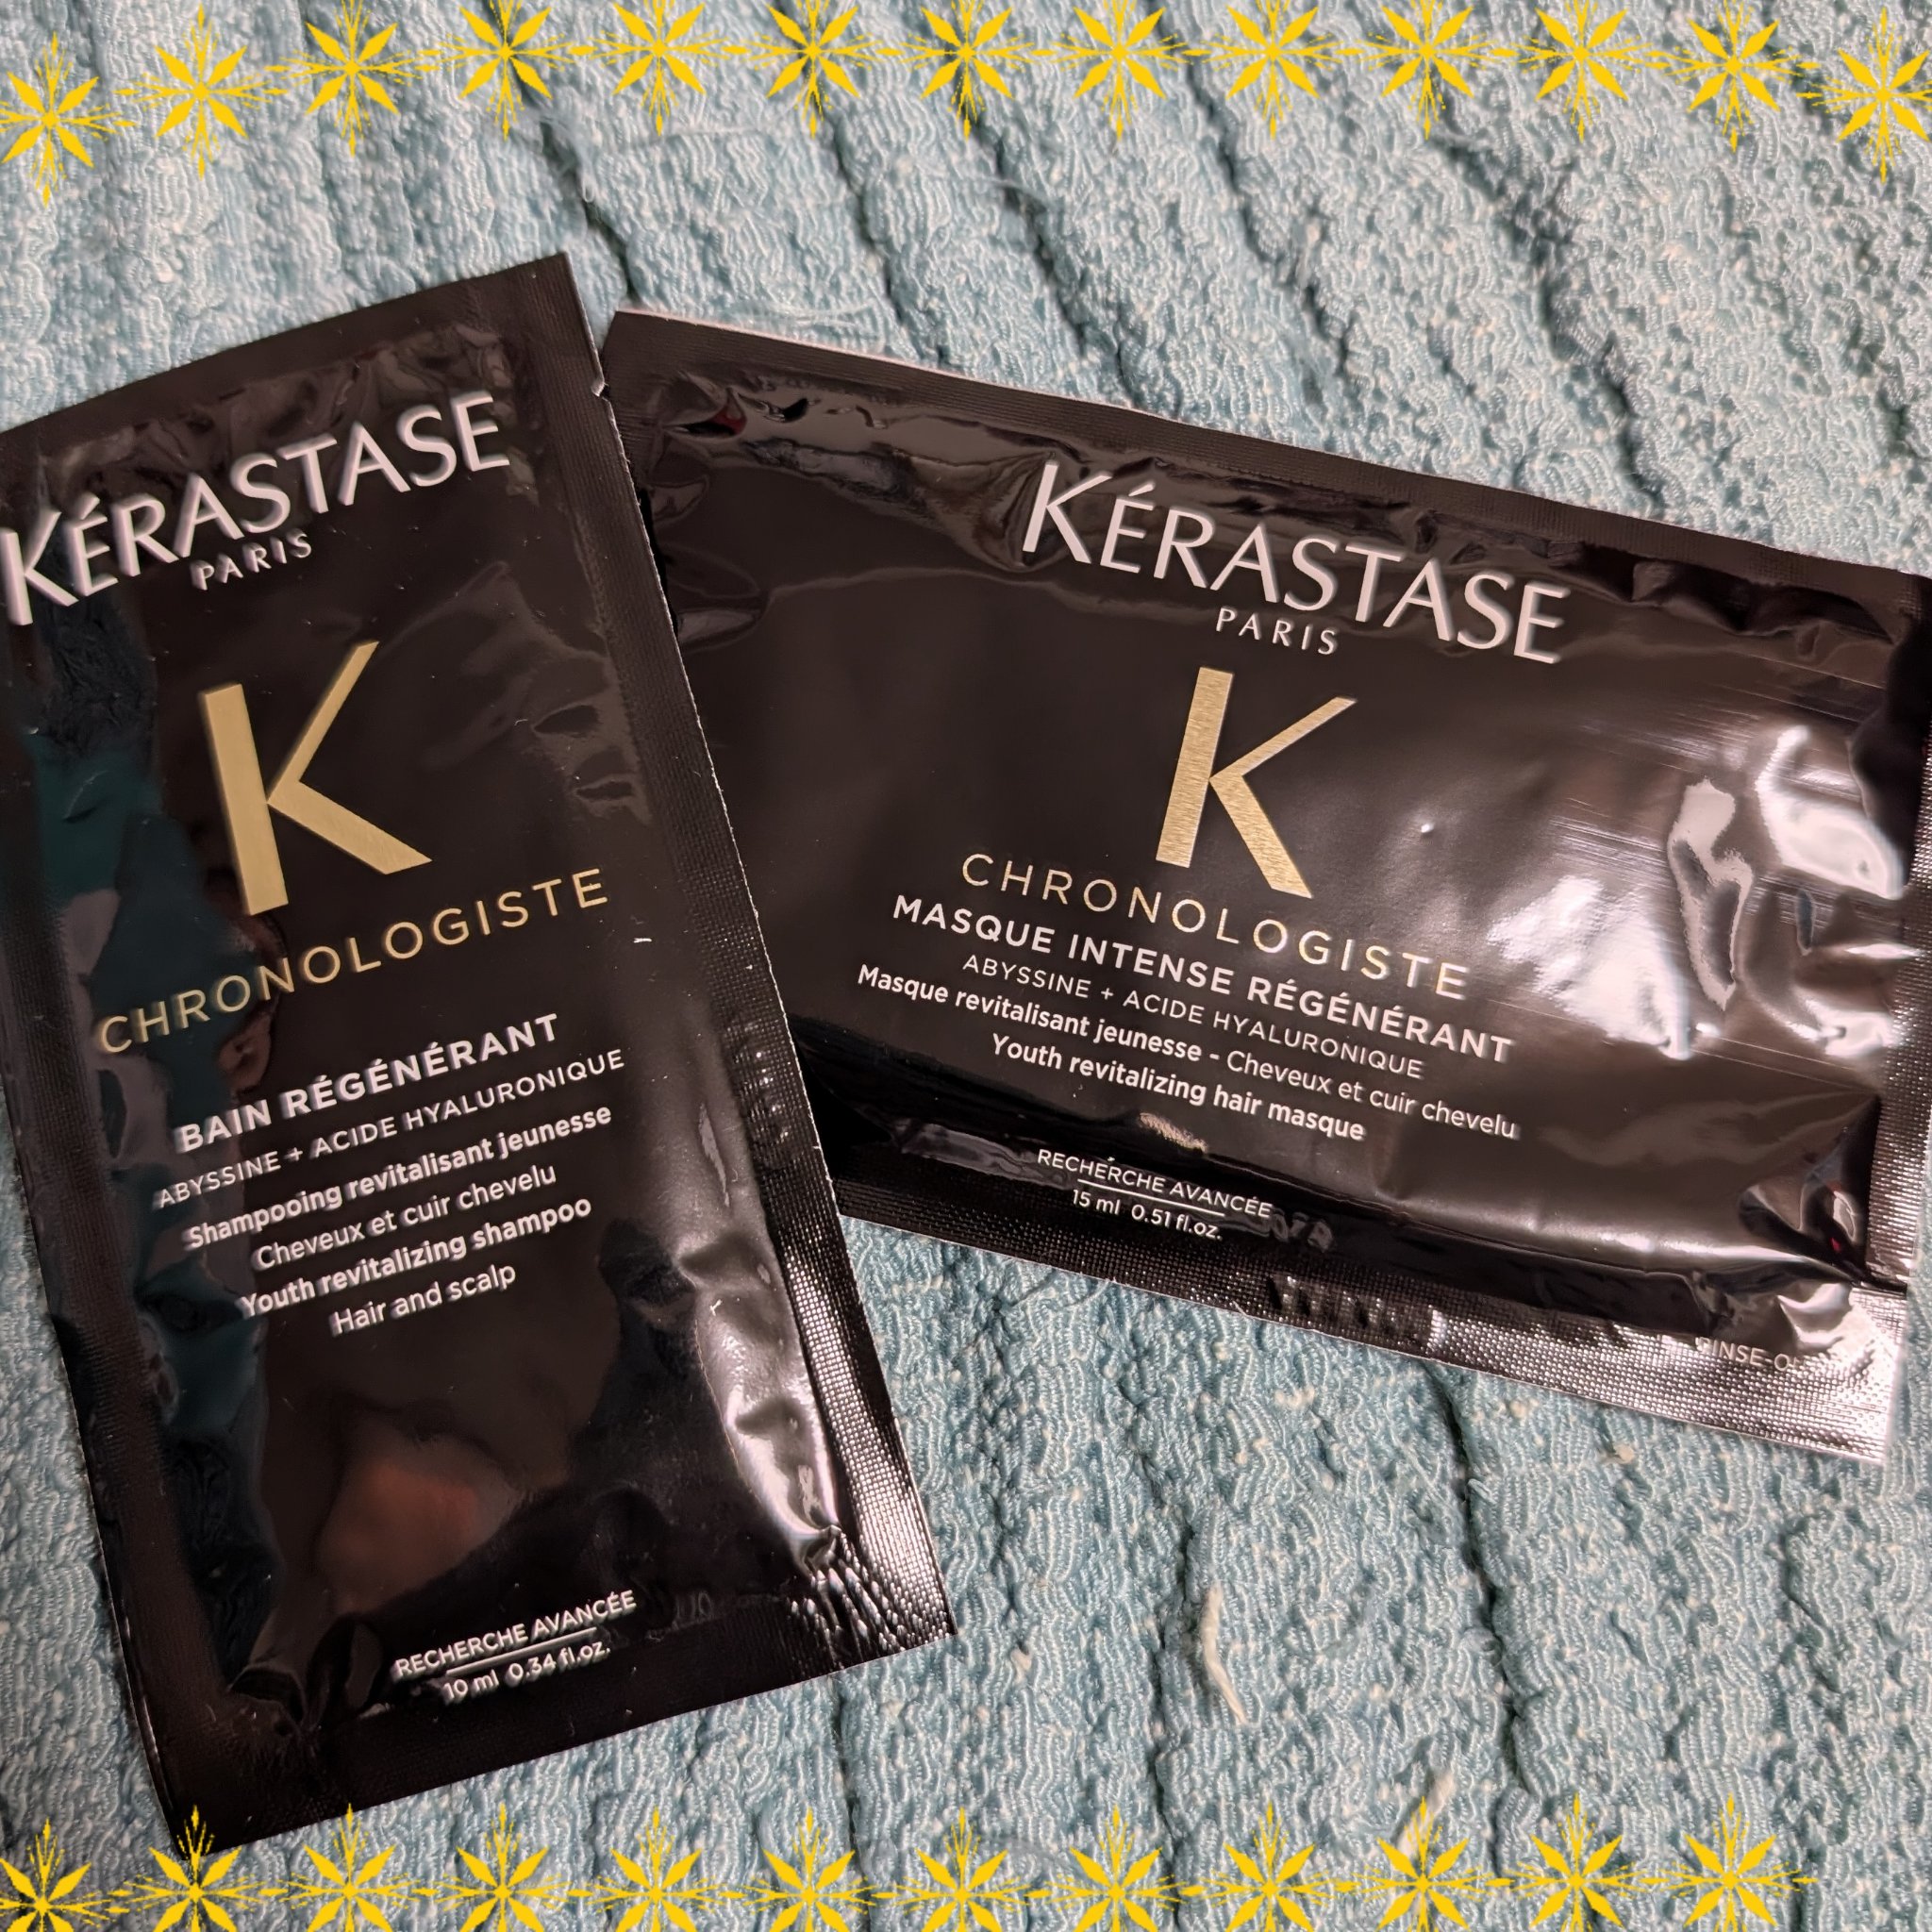 KÉRASTASE
PARIS
K
CHRONOLOGISTE
BAIN RÉGÉNÉRANT
ABYSSINE + ACIDE HYALURONIQUE
Shampooing revitalisant jeunesse
Cheveux et cuir chevelu
Youth revitalizing shampoo
Hair and scalp
RECHERCHE AVANCÉE
10 ml 0.34 fl.oz.
KÉRASTASE
PARIS
K
CHRONOLOGISTE
MASQUE INTENSE RÉGÉNÉRANT
ABYSSINE + ACIDE HYALURONIQUE
Masque revitalisant jeunesse - Cheveux et cuir chevelu
Youth revitalizing hair masque
RECHERCHE AVANCÉE
15 ml 0.51 fl.oz.